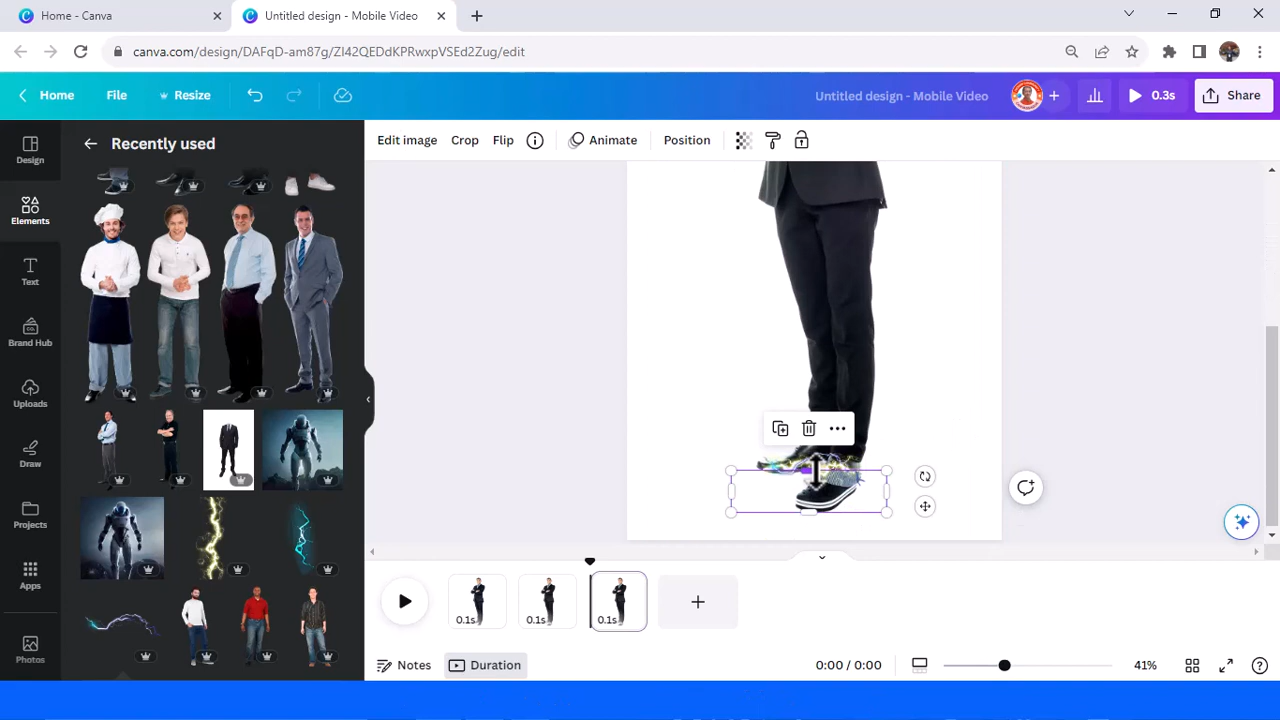 Home - Canva
Untitled design - Mobile Video
canva.com/design/DAFqD-am87g/ZI42QEDdKPRwxpVSEd2Zug/edit
Home
File
Resize
Untitled design - Mobile Video
0.3s
Share
Design
Elements
Text
Brand Hub
Uploads
Draw
Projects
Apps
Photos
Recently used
Edit image
Crop
Flip
Animate
Position
0.1s
0.1s
0.1s
Notes
Duration
0:00 / 0:00
41%